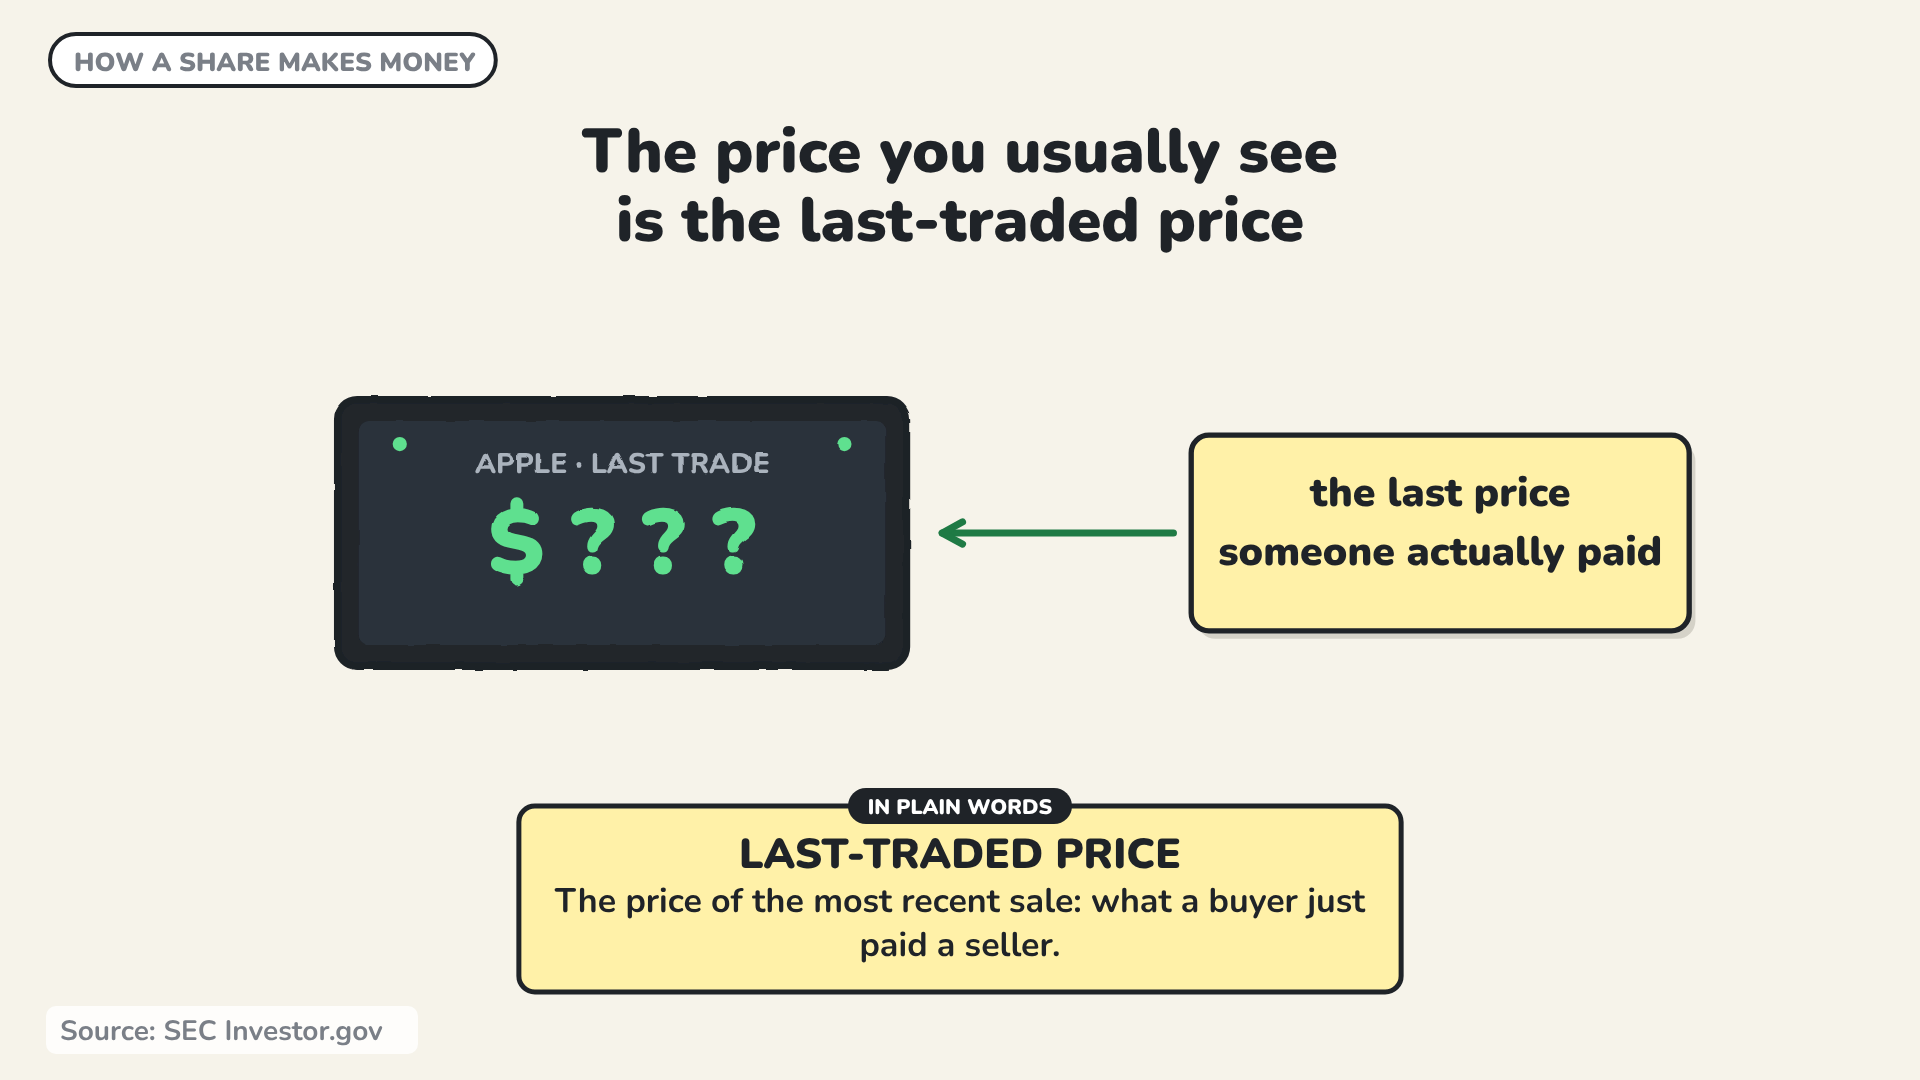 HOW A SHARE MAKES MONEY
The price you usually see
is the last-traded price
APPLE · LAST TRADE
$???
the last price
someone actually paid
IN PLAIN WORDS
LAST-TRADED PRICE
The price of the most recent sale: what a buyer just
paid a seller.
Source: SEC Investor.gov